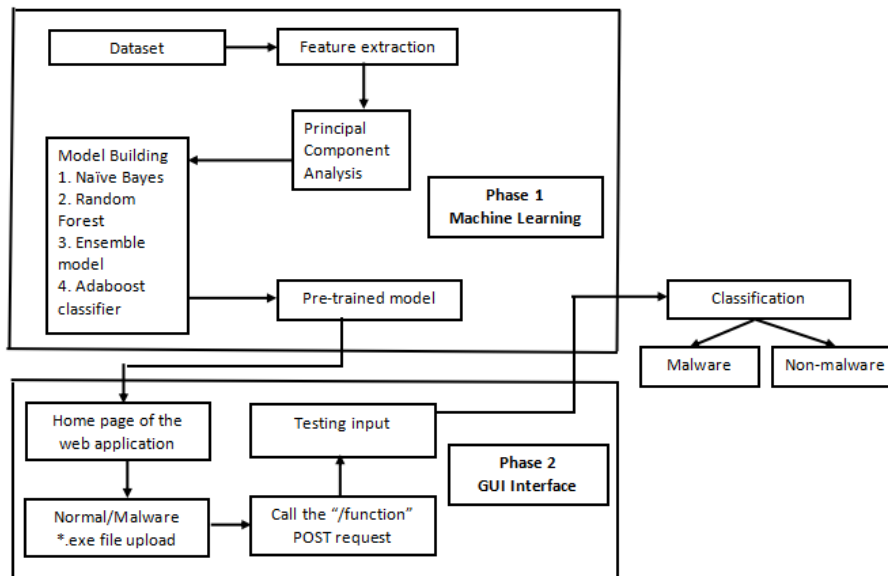 Dataset
Feature extraction
Principal
Component
Analysis
Model Building
1. Naïve Bayes
2. Random
Forest
3. Ensemble
model
4. Adaboost
classifier
Phase 1
Machine Learning
Pre-trained model
Classification
Malware
Non-malware
Home page of the
web application
Testing input
Phase 2
GUI Interface
Normal/Malware
*.exe file upload
Call the “/function”
POST request